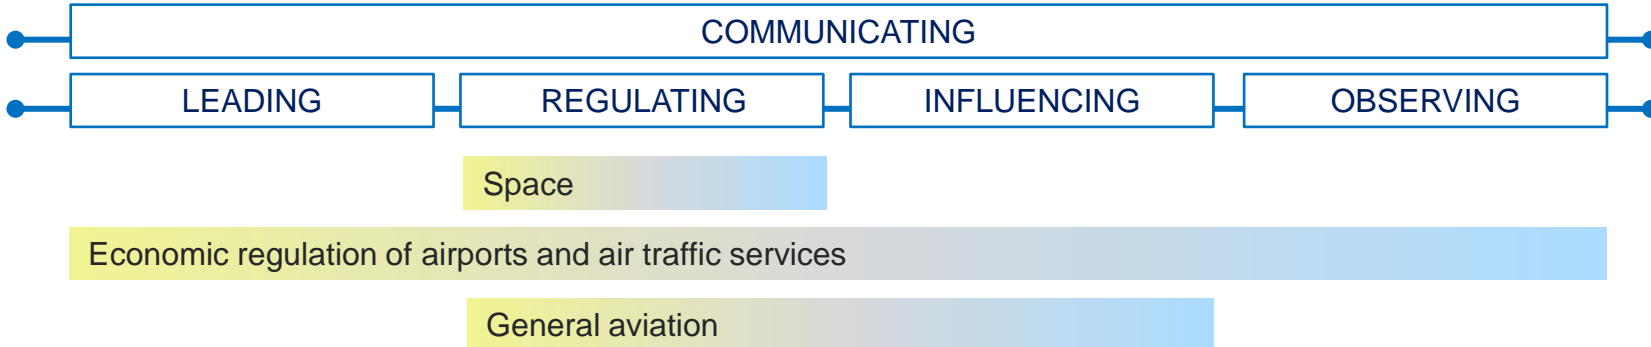 COMMUNICATING
LEADING REGULATING INFLUENCING OBSERVING
Space
Economic regulation of airports and air traffic services
General aviation